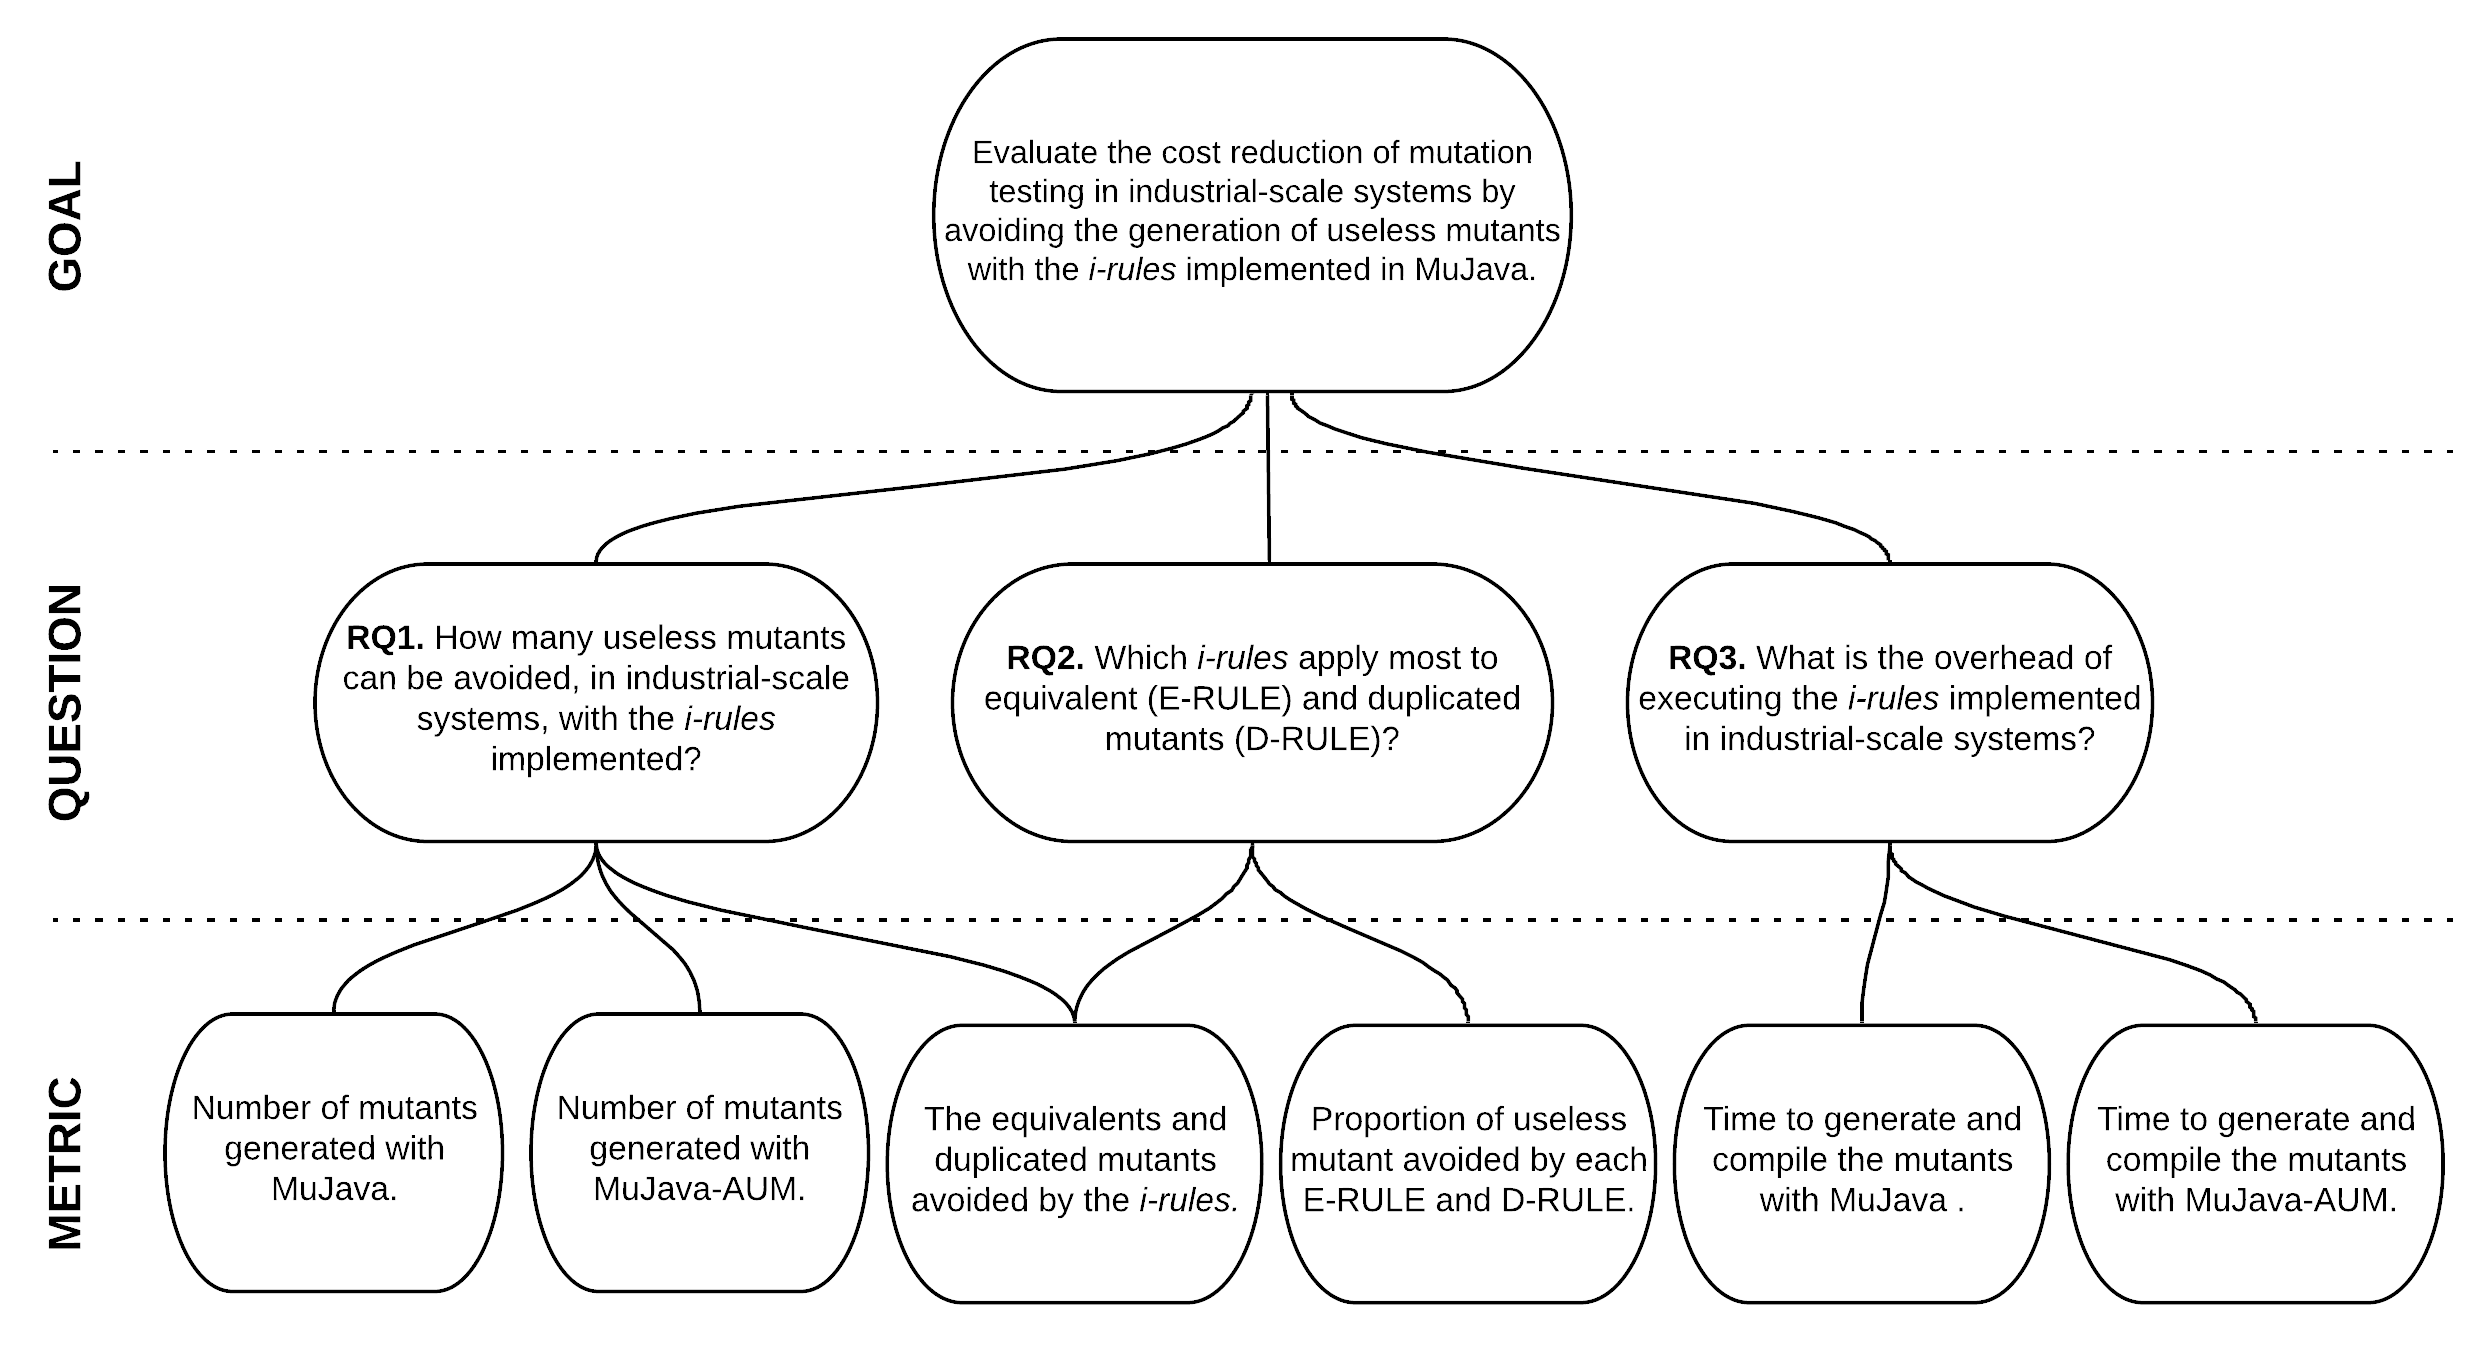 GOAL
Evaluate the cost reduction of mutation
testing in industrial-scale systems by
avoiding the generation of useless mutants
with the i-rules implemented in MuJava.
QUESTION
RQ1. How many useless mutants
can be avoided, in industrial-scale
systems, with the i-rules
implemented?
RQ2. Which i-rules apply most to
equivalent (E-RULE) and duplicated
mutants (D-RULE)?
RQ3. What is the overhead of
executing the i-rules implemented
in industrial-scale systems?
METRIC
Number of mutants
generated with
MuJava.
Number of mutants
generated with
MuJava-AUM.
The equivalents and
duplicated mutants
avoided by the i-rules.
Proportion of useless
mutant avoided by each
E-RULE and D-RULE.
Time to generate and
compile the mutants
with MuJava .
Time to generate and
compile the mutants
with MuJava-AUM.